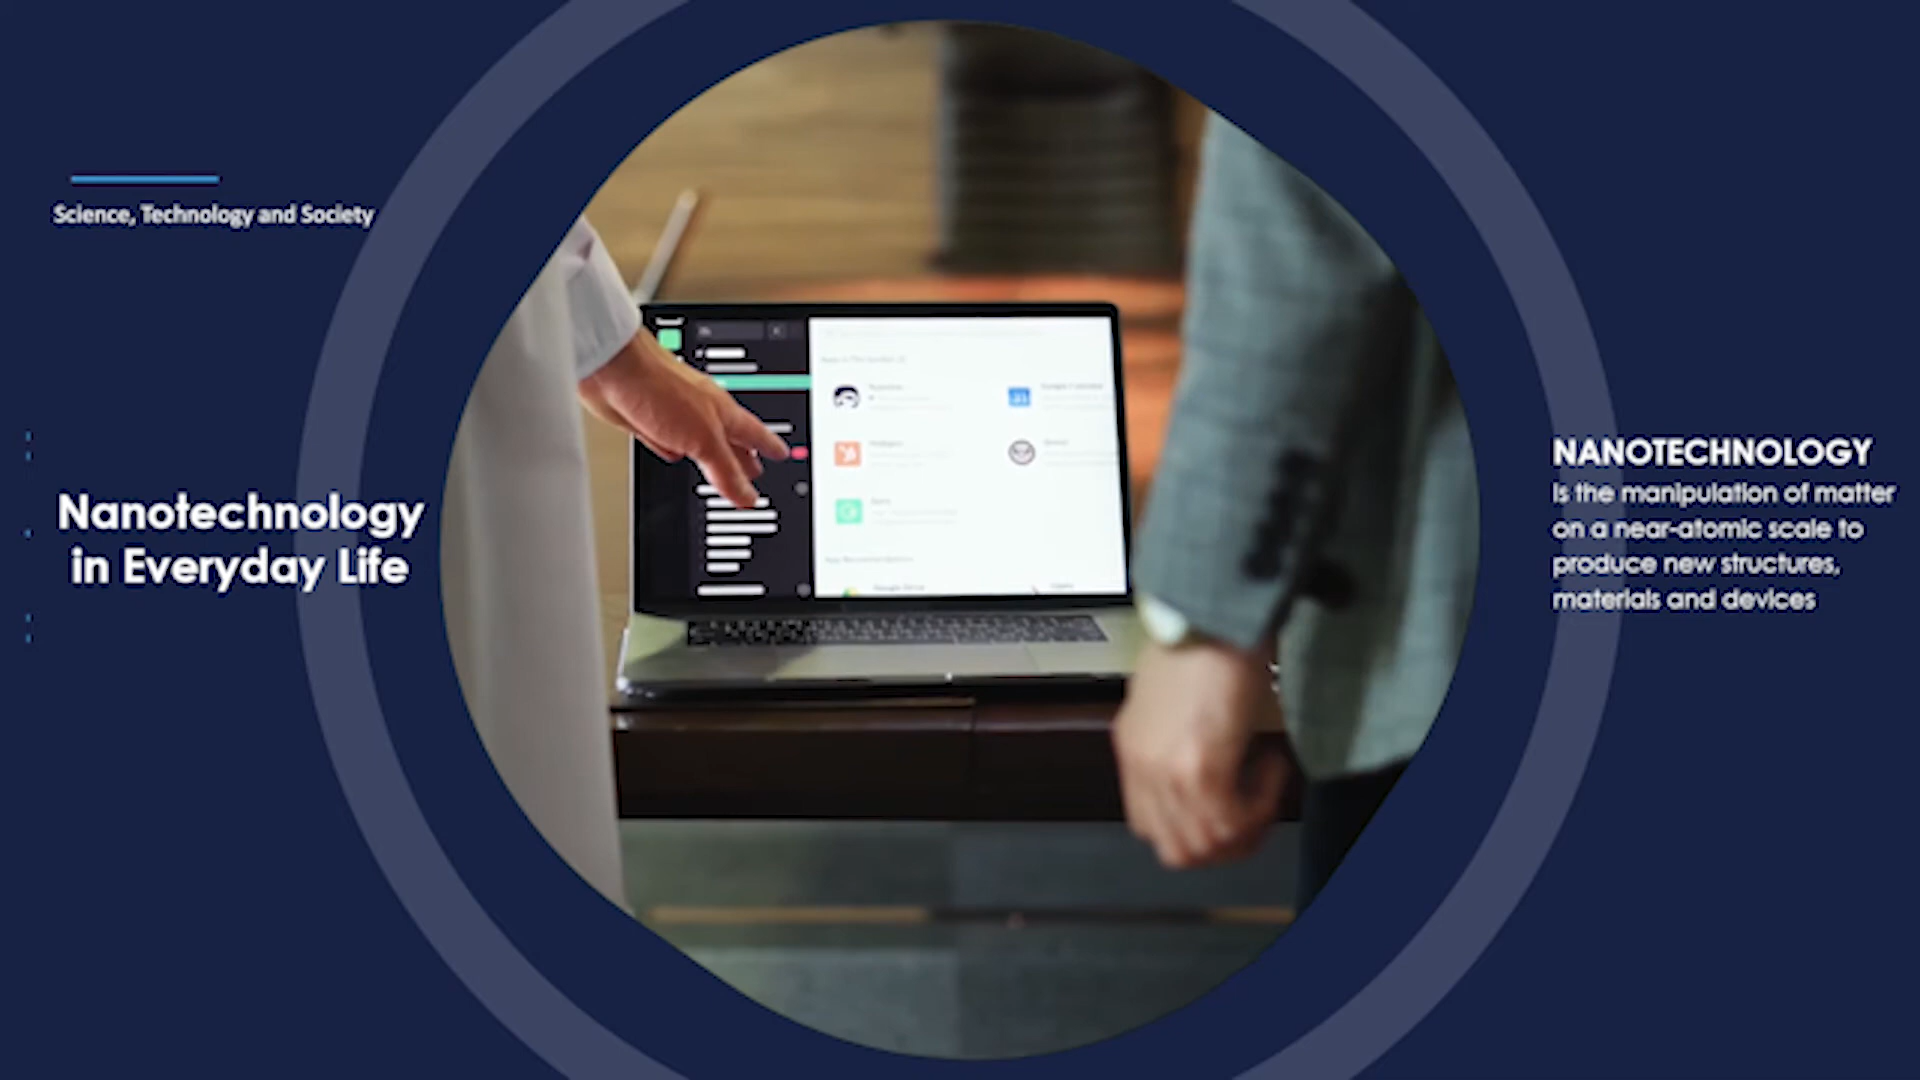 Science, Technology and Society
Nanotechnology
in Everyday Life
NANOTECHNOLOGY
is the manipulation of matter
on a near-atomic scale to
produce new structures,
materials and devices